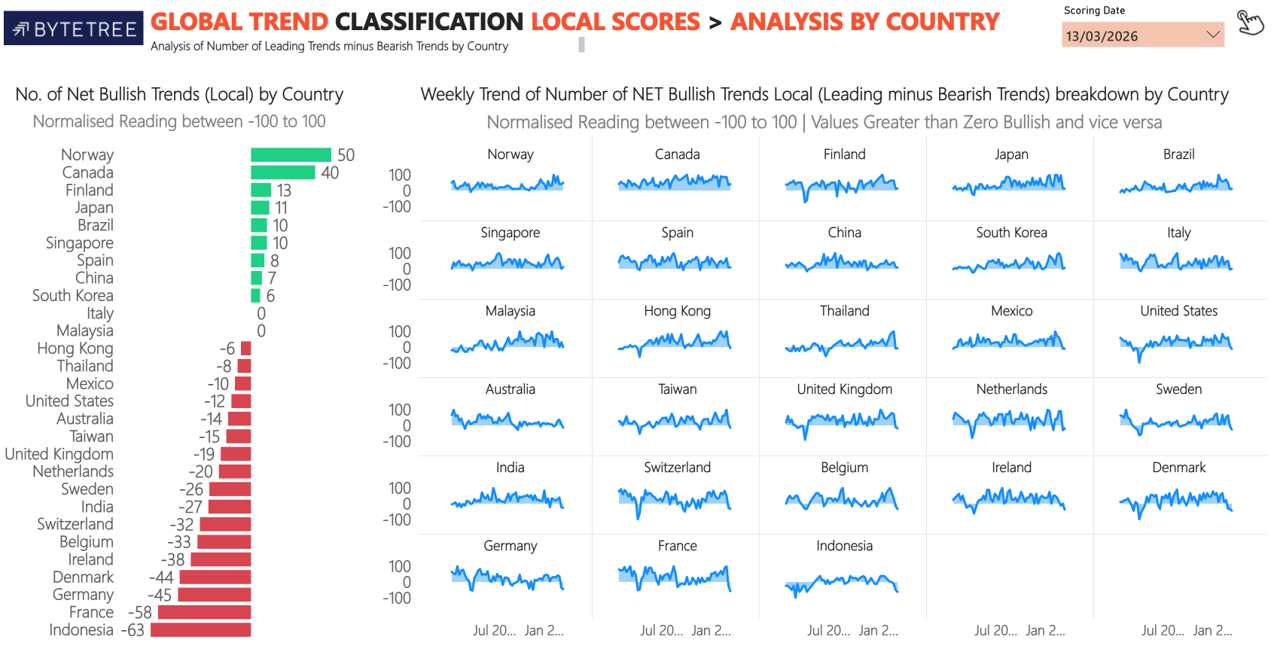 BYTETREE
GLOBAL TREND CLASSIFICATION LOCAL SCORES > ANALYSIS BY COUNTRY
Analysis of Number of Leading Trends minus Bearish Trends by Country
Scoring Date
13/03/2026
No. of Net Bullish Trends (Local) by Country
Normalised Reading between -100 to 100
Norway 50
Canada 40
Finland 13
Japan 11
Brazil 10
Singapore 10
Spain 8
China 7
South Korea 6
Italy 0
Malaysia 0
Hong Kong -6
Thailand -8
Mexico -10
United States -12
Australia -14
Taiwan -15
United Kingdom -19
Netherlands -20
Sweden -26
India -27
Switzerland -32
Belgium -33
Ireland -38
Denmark -44
Germany -45
France -58
Indonesia -63
Weekly Trend of Number of NET Bullish Trends Local (Leading minus Bearish Trends) breakdown by Country
Normalised Reading between -100 to 100 | Values Greater than Zero Bullish and vice versa
Norway Canada Finland Japan Brazil
100
0
-100
Singapore Spain China South Korea Italy
100
0
-100
Malaysia Hong Kong Thailand Mexico United States
100
0
-100
Australia Taiwan United Kingdom Netherlands Sweden
100
0
-100
India Switzerland Belgium Ireland Denmark
100
0
-100
Germany France Indonesia
100
0
-100
Jul 20... Jan 2... Jul 20... Jan 2... Jul 20... Jan 2... Jul 20... Jan 2... Jul 20... Jan 2...